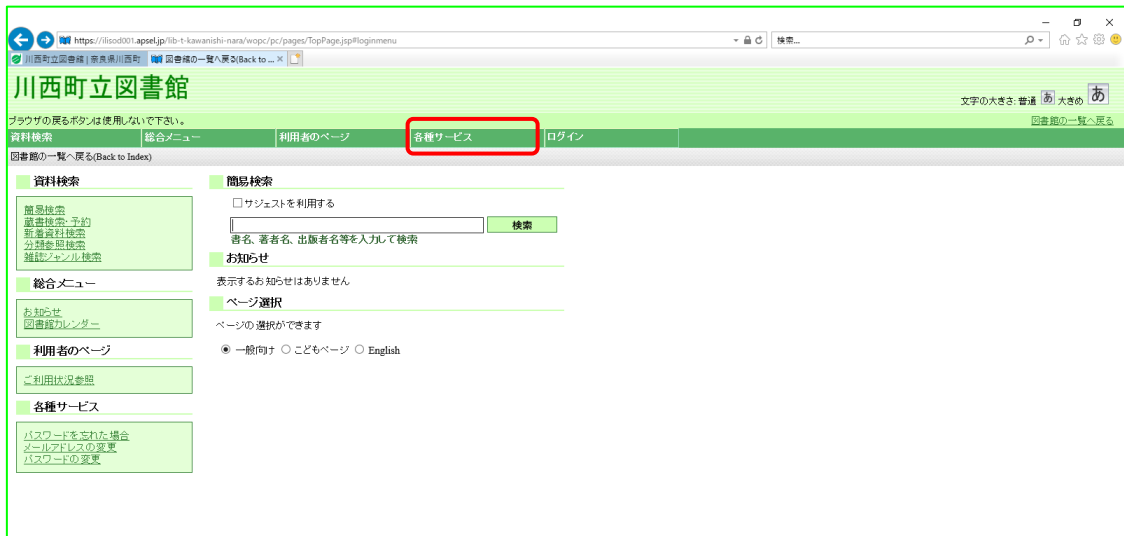 https://ilisod001.apsel.jp/lib-t-kawanishi-nara/wopc/pc/pages/TopPage.jsp#loginmenu
検索...
川西町立図書館 | 奈良県川西町
図書館の一覧へ戻る(Back to ...
川西町立図書館
文字の大きさ: 普通 あ 大きめ あ
ブラウザの戻るボタンは使用しないで下さい。
図書館の一覧へ戻る
資料検索 総合メニュー 利用者のページ 各種サービス ログイン
図書館の一覧へ戻る(Back to Index)
資料検索
簡易検索
蔵書検索・予約
新着資料検索
分類参照検索
雑誌ジャンル検索
総合メニュー
お知らせ
図書館カレンダー
利用者のページ
ご利用状況参照
各種サービス
パスワードを忘れた場合
メールアドレスの変更
パスワードの変更
簡易検索
サジェストを利用する
検索
書名、著者名、出版者名等を入力して検索
お知らせ
表示するお知らせはありません
ページ選択
ページの選択ができます
一般向け こどもページ English